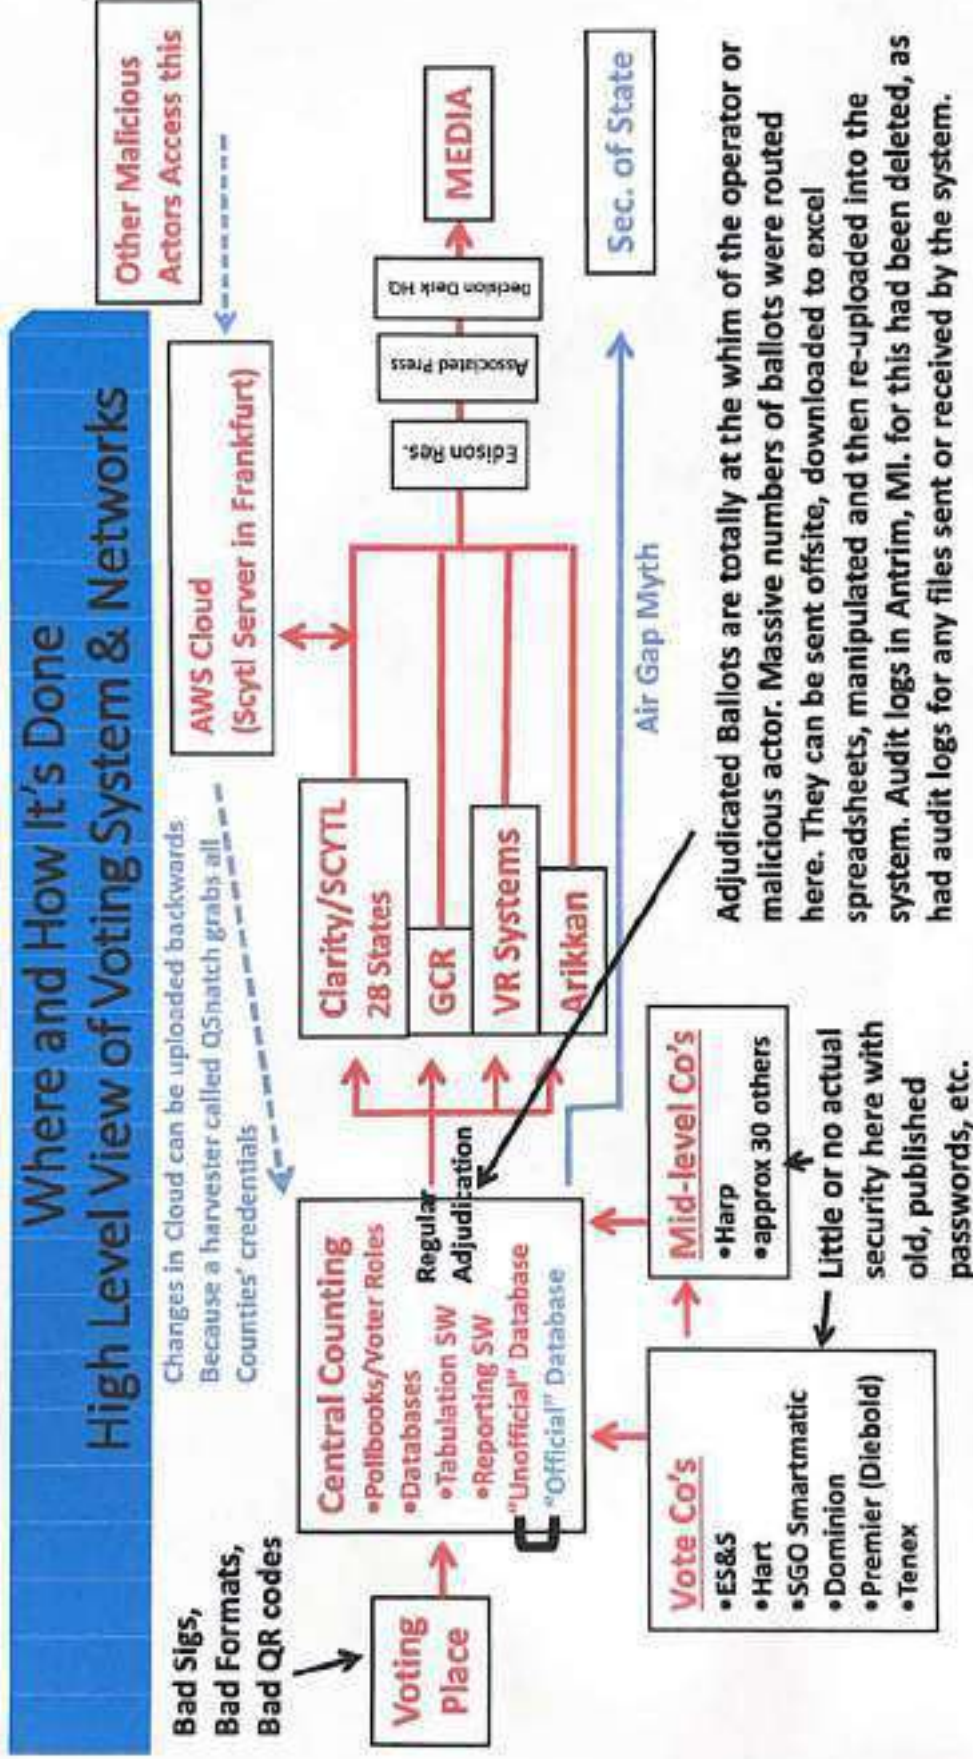 Where and How It's Done
High Level View of Voting System & Networks
Other Malicious
Actors Access this
Changes in Cloud can be uploaded backwards
Because a harvester called QSnatch grabs all
Counties' credentials
AWS Cloud
(Scytl Server in Frankfurt)
Bad Sigs,
Bad Formats,
Bad QR codes
Voting
Place
Central Counting
•Pollbooks/Voter Roles
•Databases
•Tabulation SW
•Reporting SW
"Unofficial" Database
"Official" Database
Regular
Adjudication
Clarity/SCYTL
28 States
GCR
VR Systems
Arikkan
Edison Res.
Associated Press
Decision Desk HQ
MEDIA
Air Gap Myth
Sec. of State
Vote Co's
•ES&S
•Hart
•SGO Smartmatic
•Dominion
•Premier (Diebold)
•Tenex
Mid-level Co's
•Harp
•approx 30 others
Little or no actual
security here with
old, published
passwords, etc.
Adjudicated Ballots are totally at the whim of the operator or
malicious actor. Massive numbers of ballots were routed
here. They can be sent offsite, downloaded to excel
spreadsheets, manipulated and then re-uploaded into the
system. Audit logs in Antrim, MI. for this had been deleted, as
had audit logs for any files sent or received by the system.